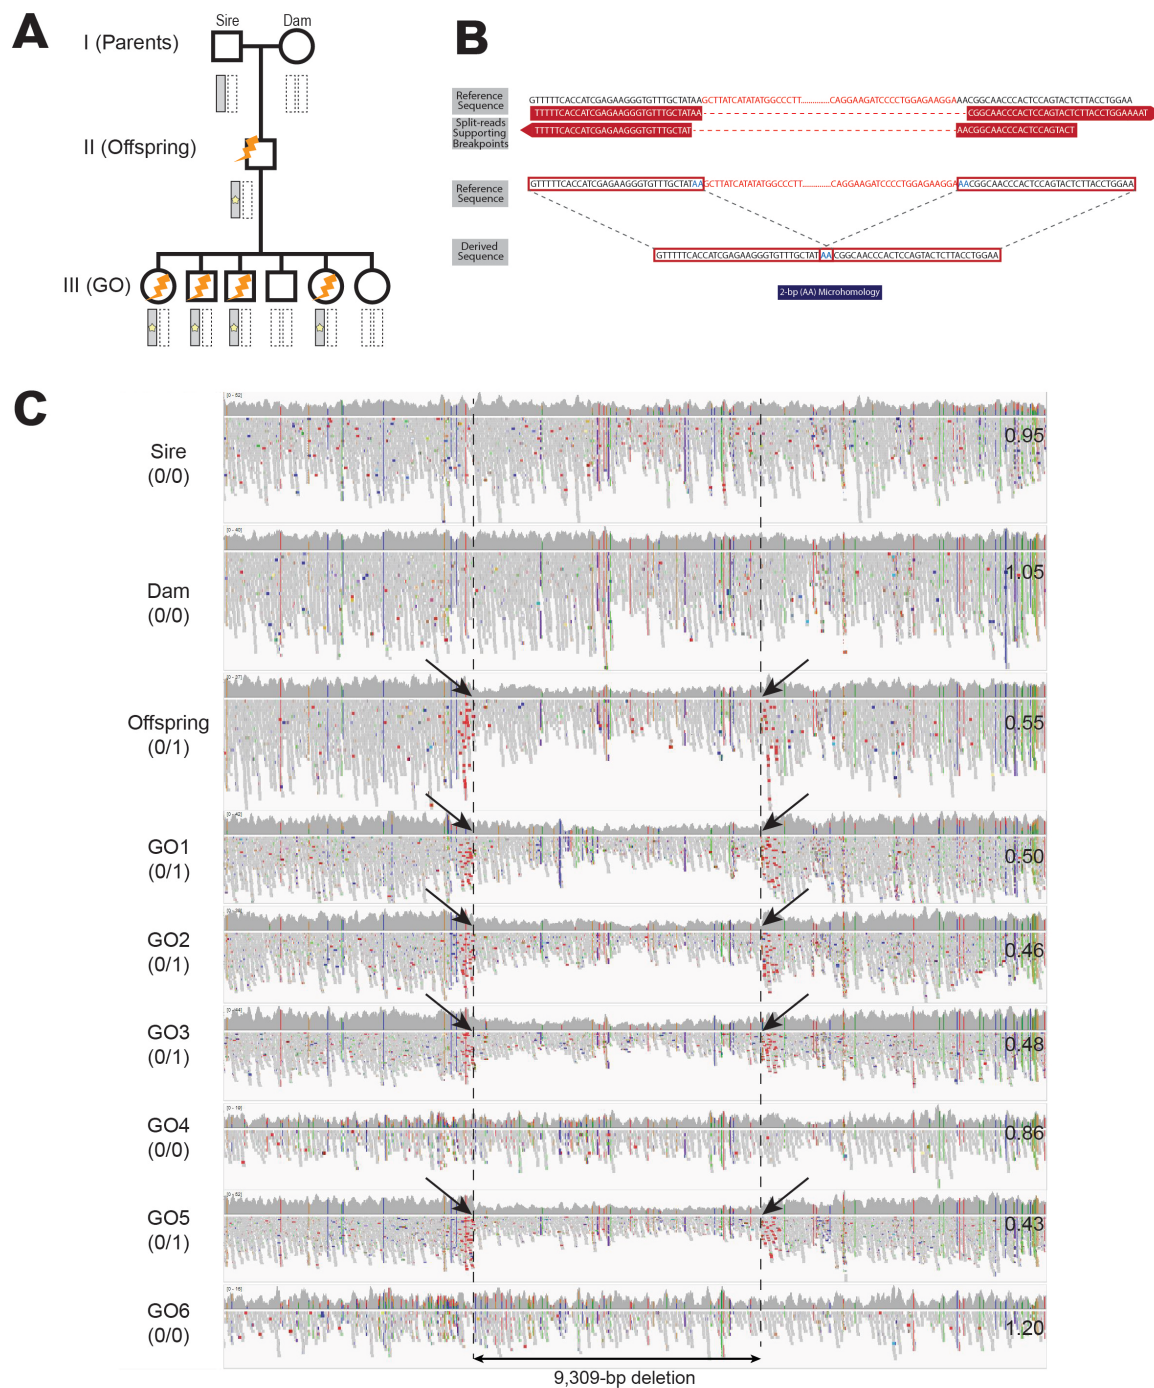 A
Sire
Dam
I (Parents)
II (Offspring)
III (GO)
B
Reference
Sequence
GTTTTTCACCATCGAGAAGGGTGTTTGCTATAAGCTTATCATATATGGCCCTT..............CAGGAAGATCCCCTGGAGAAGGAAACGGCAACCCACTCCAGTACTCTTACCTGGAA
TTTTTCACCATCGAGAAGGGTGTTTGCTATAA
CGGCAACCCACTCCAGTACTCTTACCTGGAAAAT
Split-reads
Supporting
Breakpoints
TTTTTCACCATCGAGAAGGGTGTTTGCTAT
AACGGCAACCCACTCCAGTACT
Reference
Sequence
GTTTTTCACCATCGAGAAGGGTGTTTGCTATAAGCTTATCATATATGGCCCTT..............CAGGAAGATCCCCTGGAGAAGGAAACGGCAACCCACTCCAGTACTCTTACCTGGAA
Derived
Sequence
GTTTTTCACCATCGAGAAGGGTGTTTGCTATAACGGCAACCCACTCCAGTACTCTTACCTGGAA
2-bp (AA) Microhomology
C
[0 - 52]
Sire
(0/0)
0.95
[0 - 40]
Dam
(0/0)
1.05
Offspring
(0/1)
0.55
GO1
(0/1)
0.50
GO2
(0/1)
0.46
GO3
(0/1)
0.48
GO4
(0/0)
0.86
GO5
(0/1)
0.43
GO6
(0/0)
1.20
9,309-bp deletion